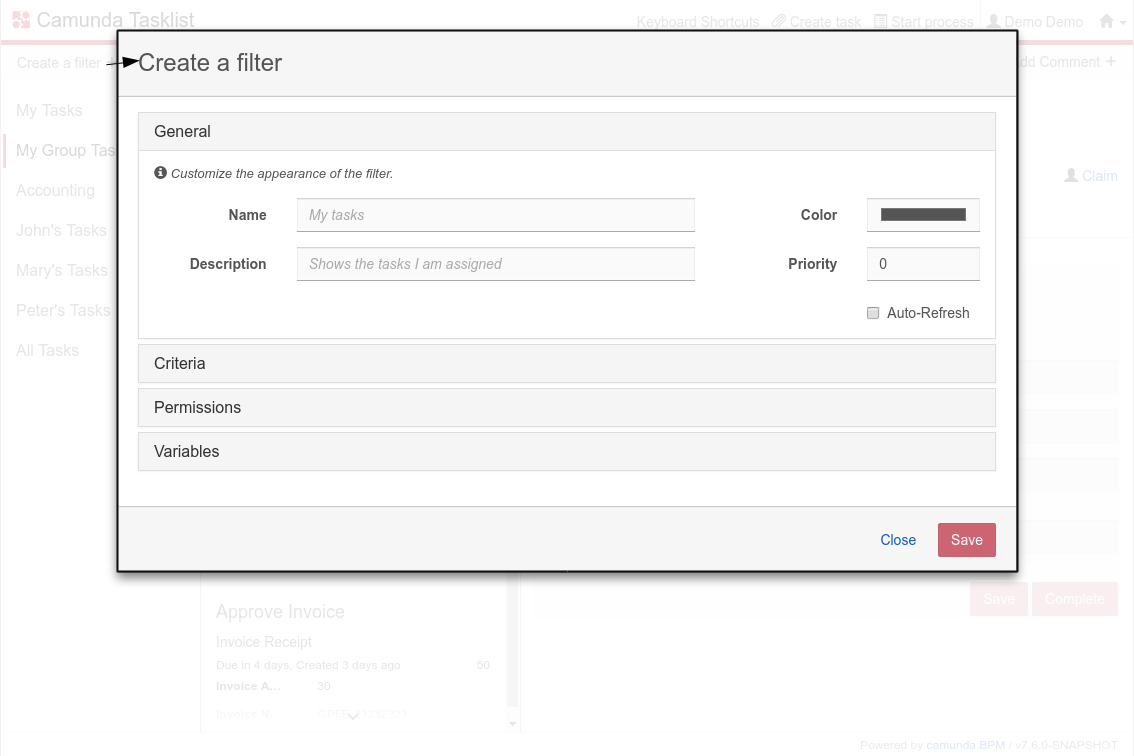 Camunda Tasklist
Keyboard Shortcuts Create task Start process Demo Demo
Create a filter
dd Comment +
Create a filter
My Tasks
My Group Tas
Accounting
John's Tasks
Mary's Tasks
Peter's Tasks
All Tasks
General
Customize the appearance of the filter.
Name My tasks Color
Description Shows the tasks I am assigned Priority 0
Auto-Refresh
Criteria
Permissions
Variables
Close Save
Claim
Save Complete
Approve Invoice
Invoice Receipt
Due in 4 days, Created 3 days ago 50
Invoice A... 30
Invoice N...
Powered by camunda BPM / v7.6.0-SNAPSHOT